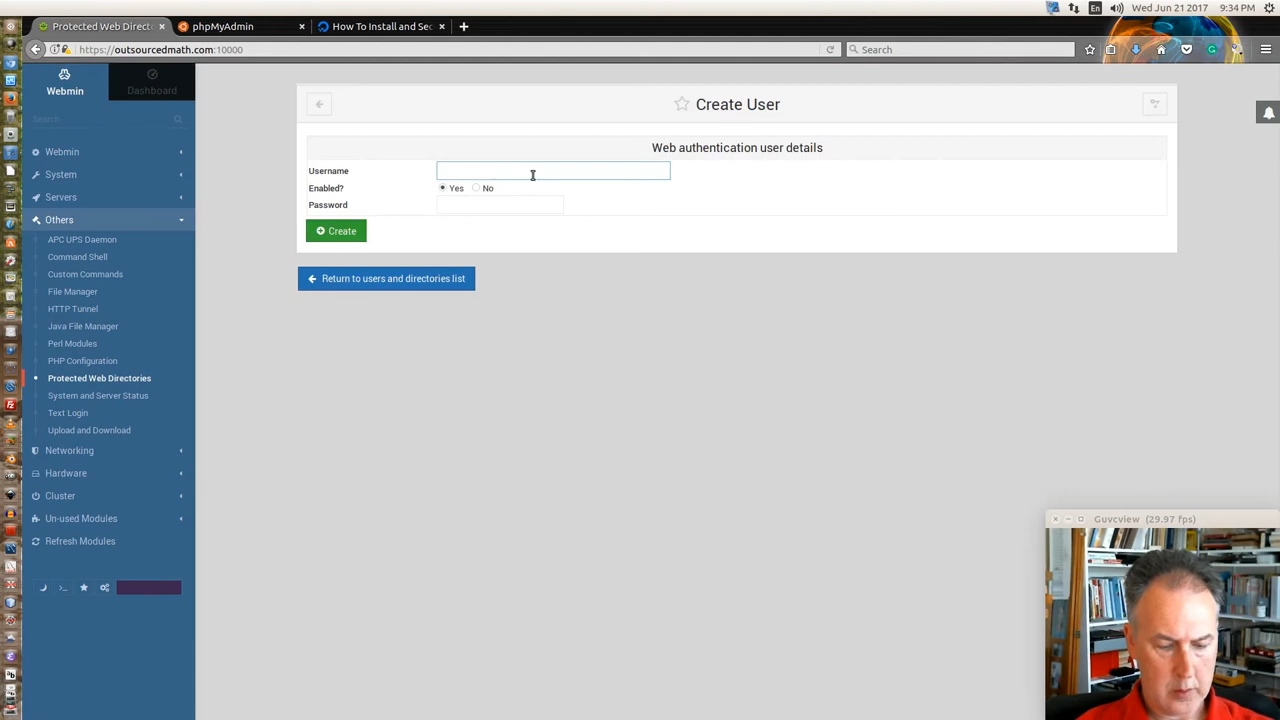 En
Wed Jun 21 2017 9:34 PM
Protected Web Direct
phpMyAdmin
How To Install and Sec
https://outsourcedmath.com:10000
Search
Webmin
Dashboard
Search
Create User
Web authentication user details
Username
Enabled?
Yes
No
Password
Create
Return to users and directories list
Webmin
System
Servers
Others
APC UPS Daemon
Command Shell
Custom Commands
File Manager
HTTP Tunnel
Java File Manager
Perl Modules
PHP Configuration
Protected Web Directories
System and Server Status
Text Login
Upload and Download
Networking
Hardware
Cluster
Un-used Modules
Refresh Modules
Guvcview (29.97 fps)